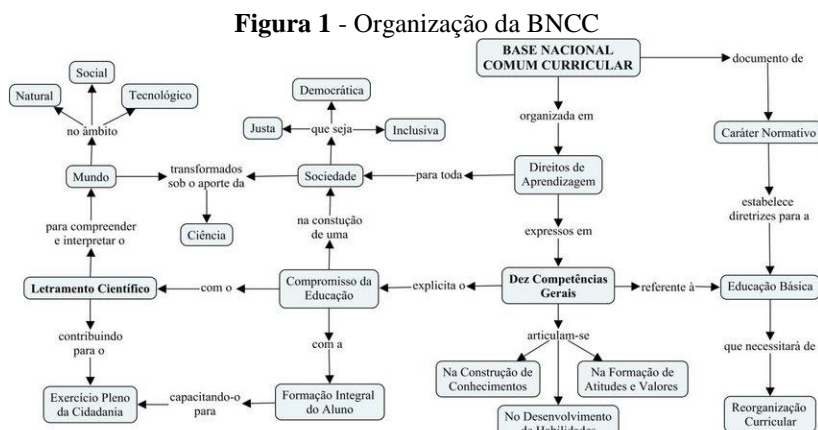 Figura 1 - Organização da BNCC
BASE NACIONAL
COMUM CURRICULAR
documento de
Caráter Normativo
estabelece
diretrizes para a
Educação Básica
que necessitará de
Reorganização
Curricular
organizada em
Direitos de
Aprendizagem
para toda
expressos em
Dez Competências
Gerais
referente à
explicita o
articulam-se
Na Construção de
Conhecimentos
Na Formação de
Atitudes e Valores
No Desenvolvimento
de Habilidades
Democrática
Justa
que seja
Inclusiva
Sociedade
na constução
de uma
Compromisso da
Educação
com o
com a
Formação Integral
do Aluno
capacitando-o
para
Social
Natural
Tecnológico
no âmbito
Mundo
transformados
sob o aporte da
Ciência
para compreender
e interpretar o
Letramento Científico
contribuindo
para o
Exercício Pleno
da Cidadania